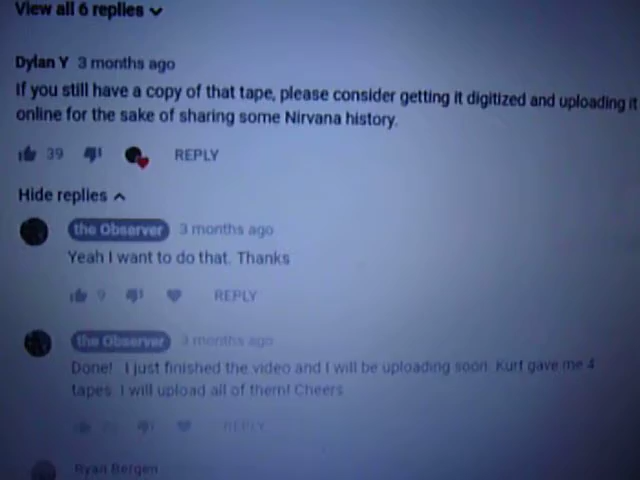 View all 6 replies
Dylan Y 3 months ago
If you still have a copy of that tape, please consider getting it digitized and uploading it
online for the sake of sharing some Nirvana history.
39 REPLY
Hide replies
the Observer 3 months ago
Yeah I want to do that. Thanks
9 REPLY
the Observer 3 months ago
Done! I just finished the video and I will be uploading soon. Kurt gave me 4
tapes. I will upload all of them! Cheers
REPLY
Ryan Bergen